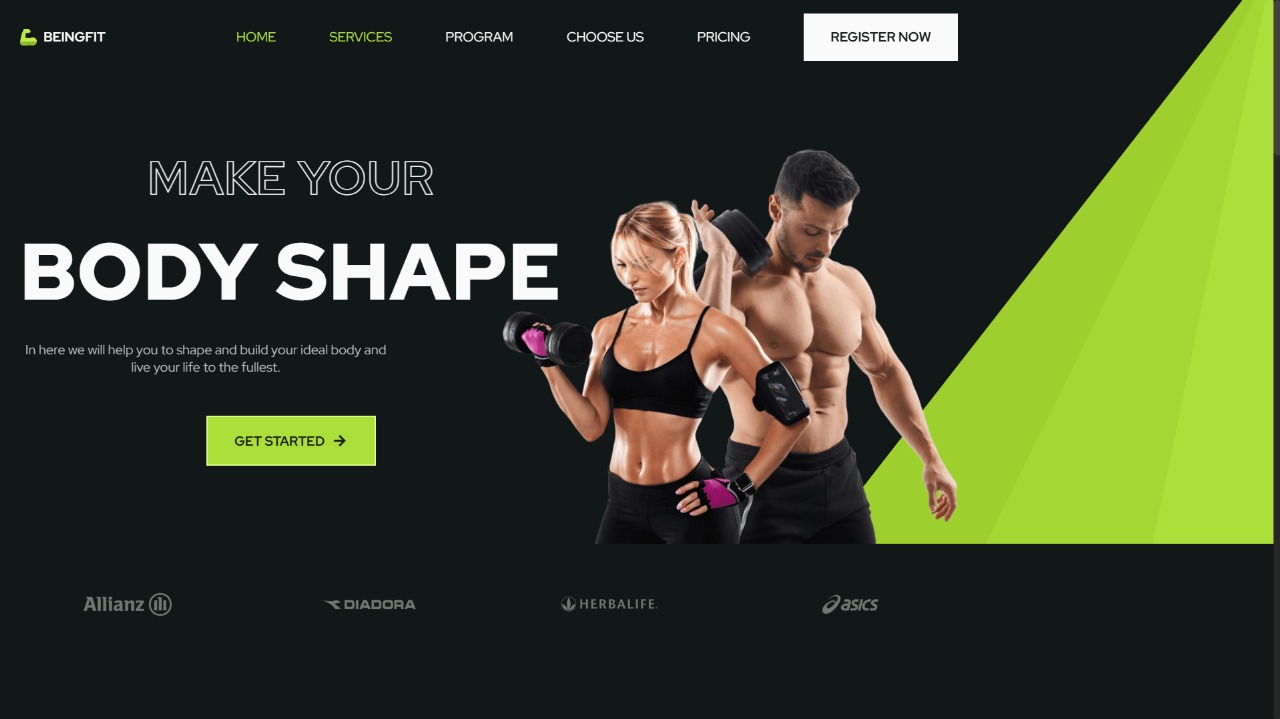 BEINGFIT
HOME
SERVICES
PROGRAM
CHOOSE US
PRICING
REGISTER NOW
MAKE YOUR
BODY SHAPE
In here we will help you to shape and build your ideal body and
live your life to the fullest.
GET STARTED
Allianz
DIADORA
HERBALIFE.
asics